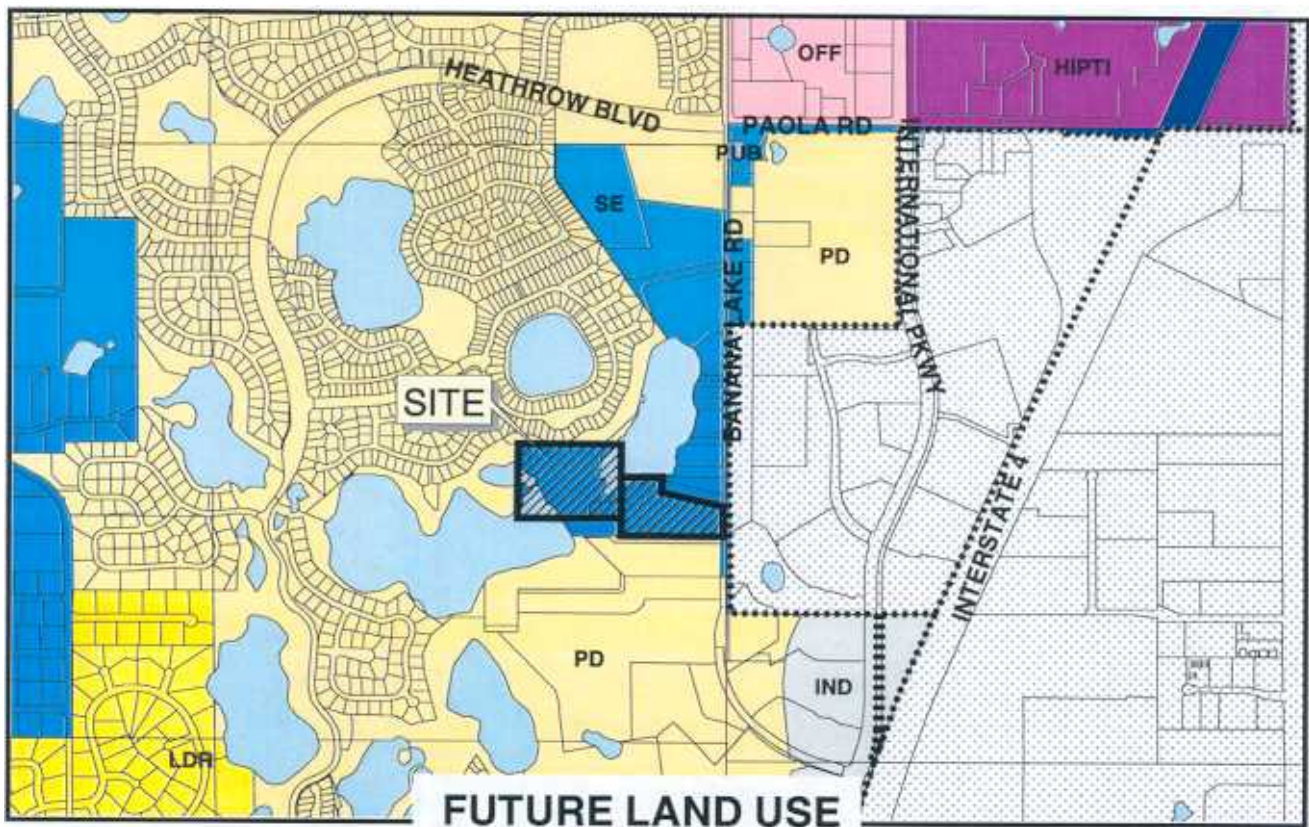 OFF
HIPTI
HEATHROW BLVD
PAOLA RD
PUB
INTERNATIONAL PKWY
SE
BANANA LAKE RD
PD
SITE
INTERSTATE 4
PD
IND
LDR
FUTURE LAND USE